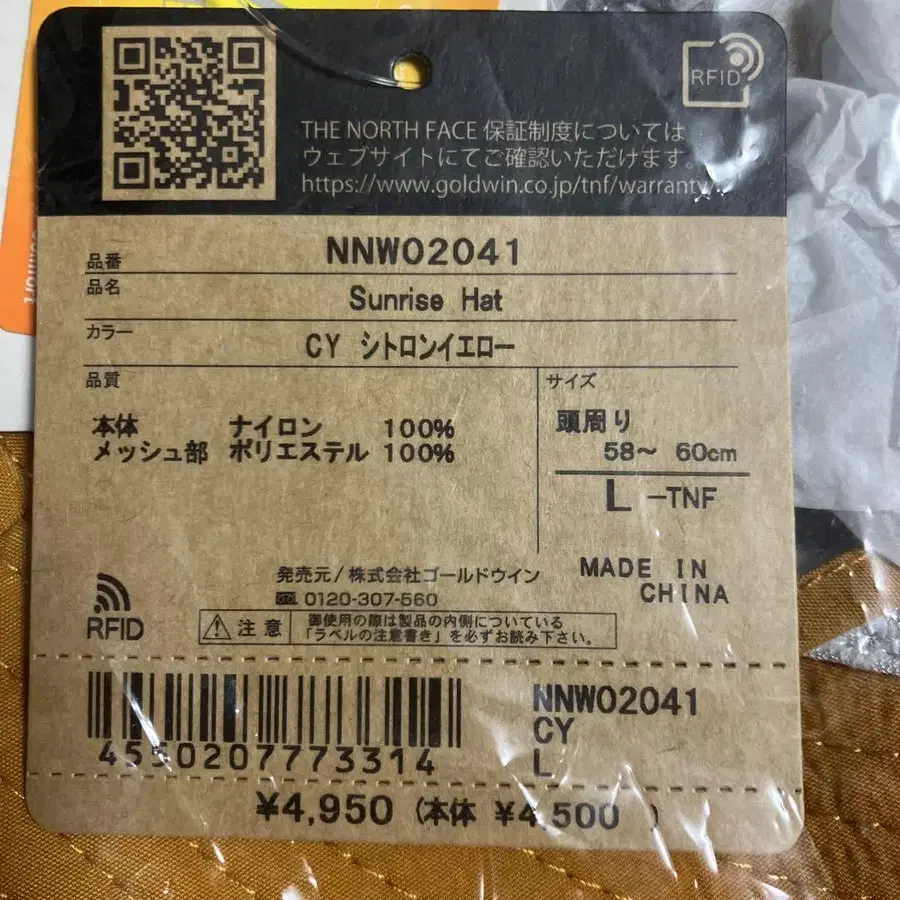 RFID
THE NORTH FACE 保証制度については
ウェブサイトにてご確認いただけます。
https://www.goldwin.co.jp/tnf/warranty/
品番 NNW02041
品名 Sunrise Hat
カラー CY シトロンイエロー
品質
本体 ナイロン 100%
メッシュ部 ポリエステル 100%
サイズ
頭周り
58〜 60cm
L -TNF
発売元/株式会社ゴールドウイン
0120-307-560
MADE IN
CHINA
RFID
注意
御使用の際は製品の内側についている
「ラベルの注意書き」を必ずお読み下さい。
4550207773314
NNW02041
CY
L
¥4,950 (本体 ¥4,500 )